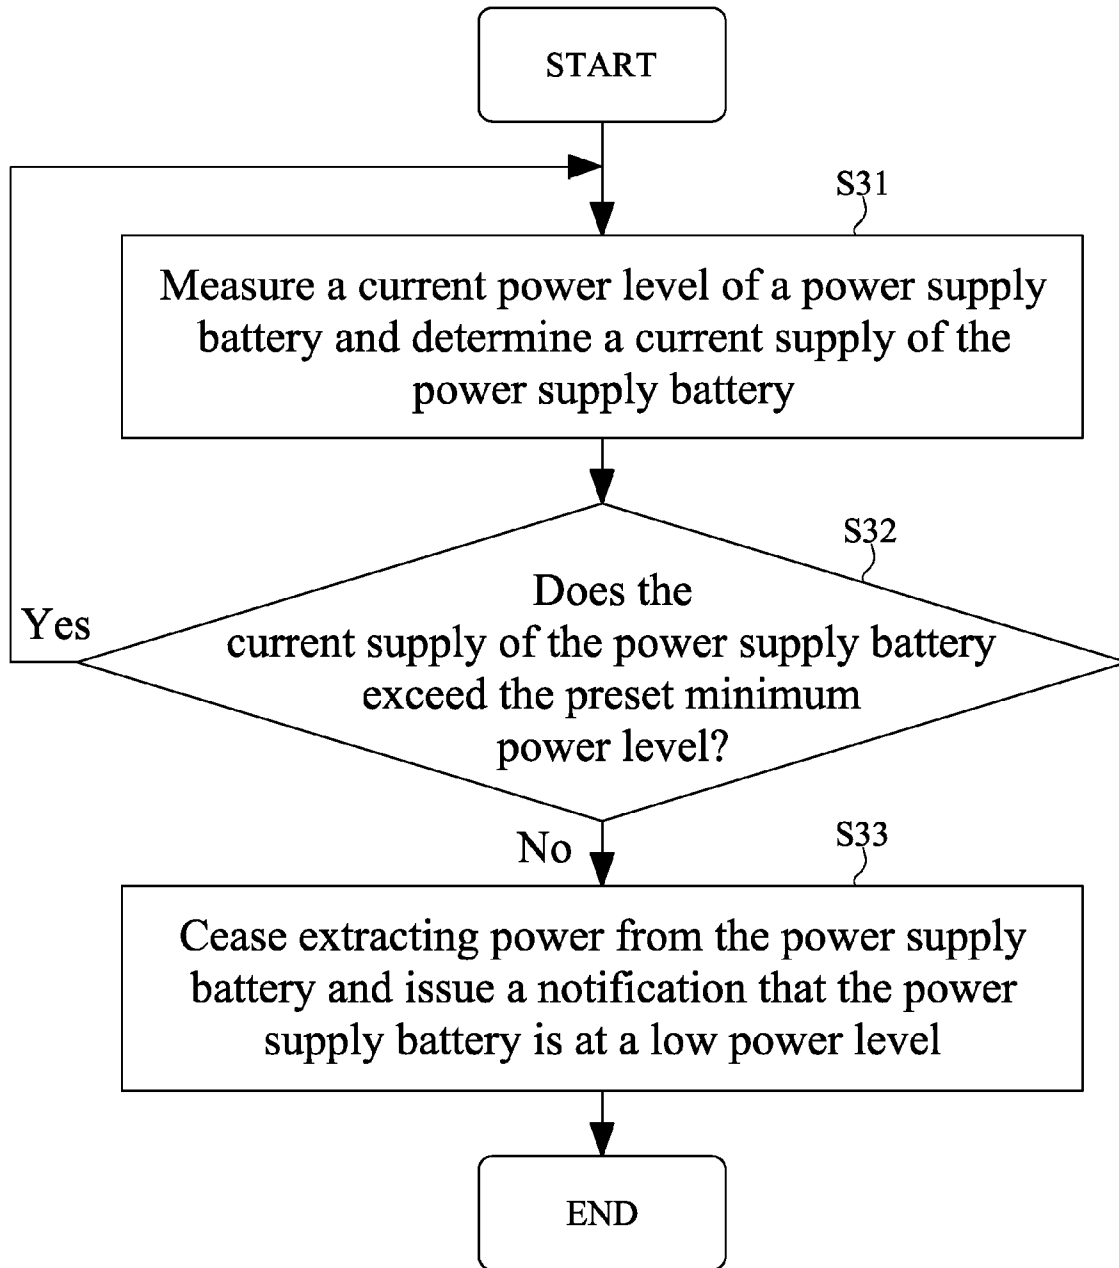 START
S31
Measure a current power level of a power supply
battery and determine a current supply of the
power supply battery
S32
Does the
current supply of the power supply battery
exceed the preset minimum
power level?
Yes
No
S33
Cease extracting power from the power supply
battery and issue a notification that the power
supply battery is at a low power level
END